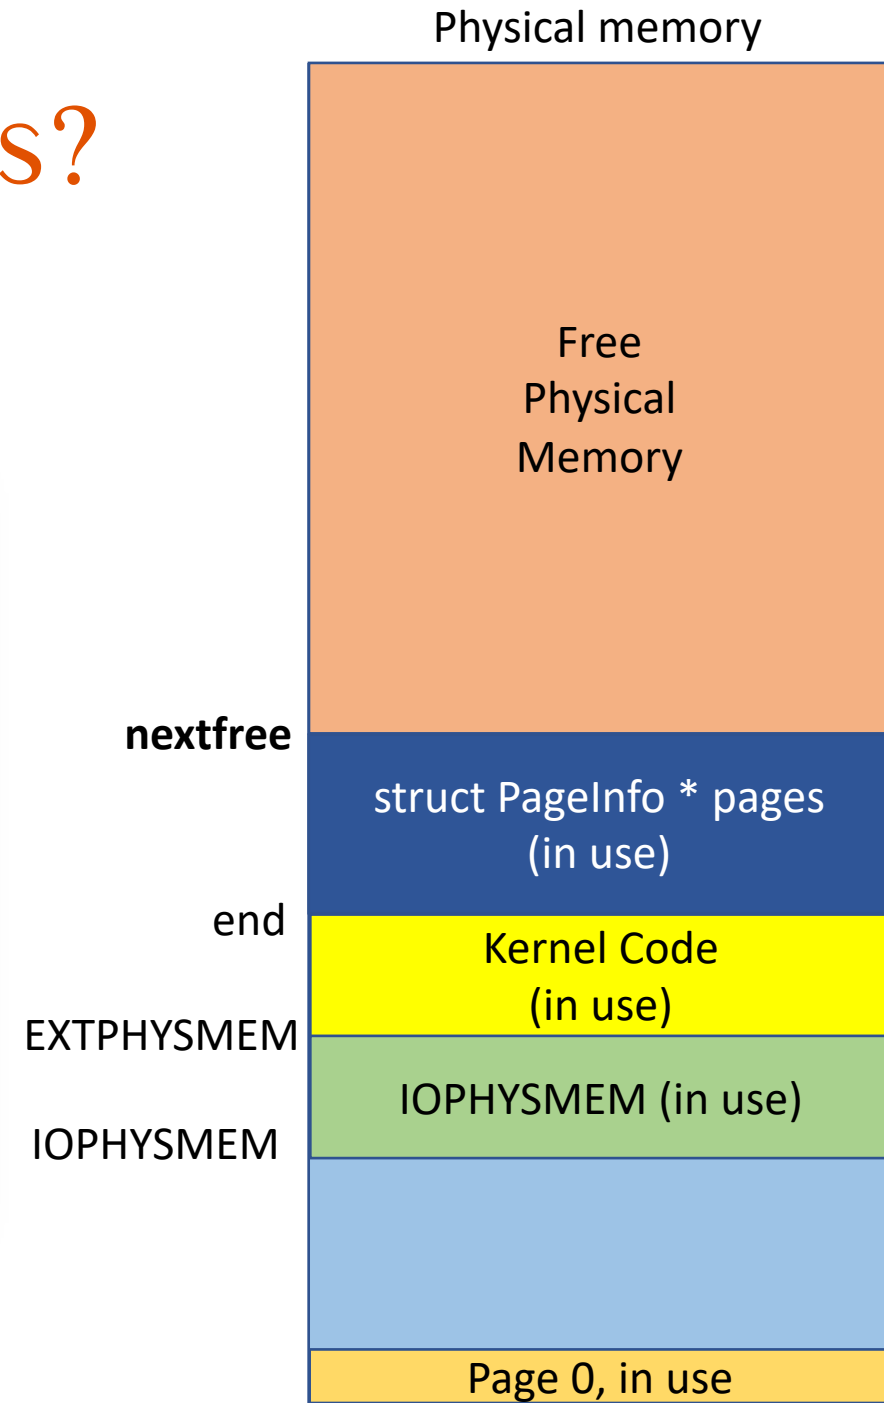 Physical memory
s?
Free
Physical
Memory
nextfree
struct PageInfo * pages
(in use)
end
Kernel Code
(in use)
EXTPHYSMEM
IOPHYSMEM (in use)
IOPHYSMEM
Page 0, in use